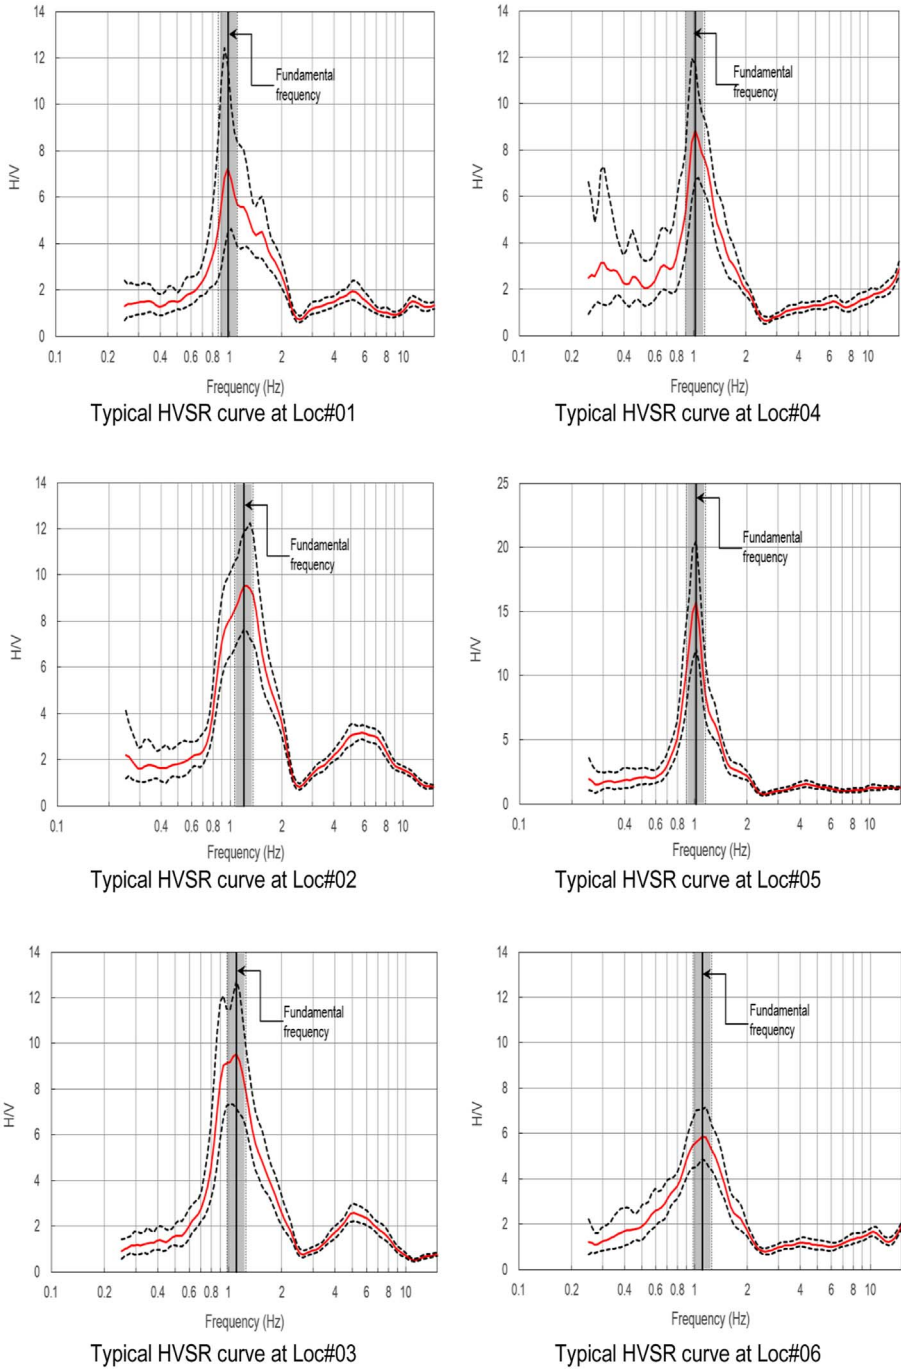 14
12
10
8
6
4
2
0
H/V
Fundamental
frequency
0.1 0.2 0.4 0.6 0.8 1 2 4 6 8 10
Frequency (Hz)
Typical HVSR curve at Loc#01
14
12
10
8
6
4
2
0
H/V
Fundamental
frequency
0.1 0.2 0.4 0.6 0.8 1 2 4 6 8 10
Frequency (Hz)
Typical HVSR curve at Loc#04
14
12
10
8
6
4
2
0
H/V
Fundamental
frequency
0.1 0.2 0.4 0.6 0.8 1 2 4 6 8 10
Frequency (Hz)
Typical HVSR curve at Loc#02
25
20
15
10
5
0
H/V
Fundamental
frequency
0.1 0.2 0.4 0.6 0.8 1 2 4 6 8 10
Frequency (Hz)
Typical HVSR curve at Loc#05
14
12
10
8
6
4
2
0
H/V
Fundamental
frequency
0.1 0.2 0.4 0.6 0.8 1 2 4 6 8 10
Frequency (Hz)
Typical HVSR curve at Loc#03
14
12
10
8
6
4
2
0
H/V
Fundamental
frequency
0.1 0.2 0.4 0.6 0.8 1 2 4 6 8 10
Frequency (Hz)
Typical HVSR curve at Loc#06